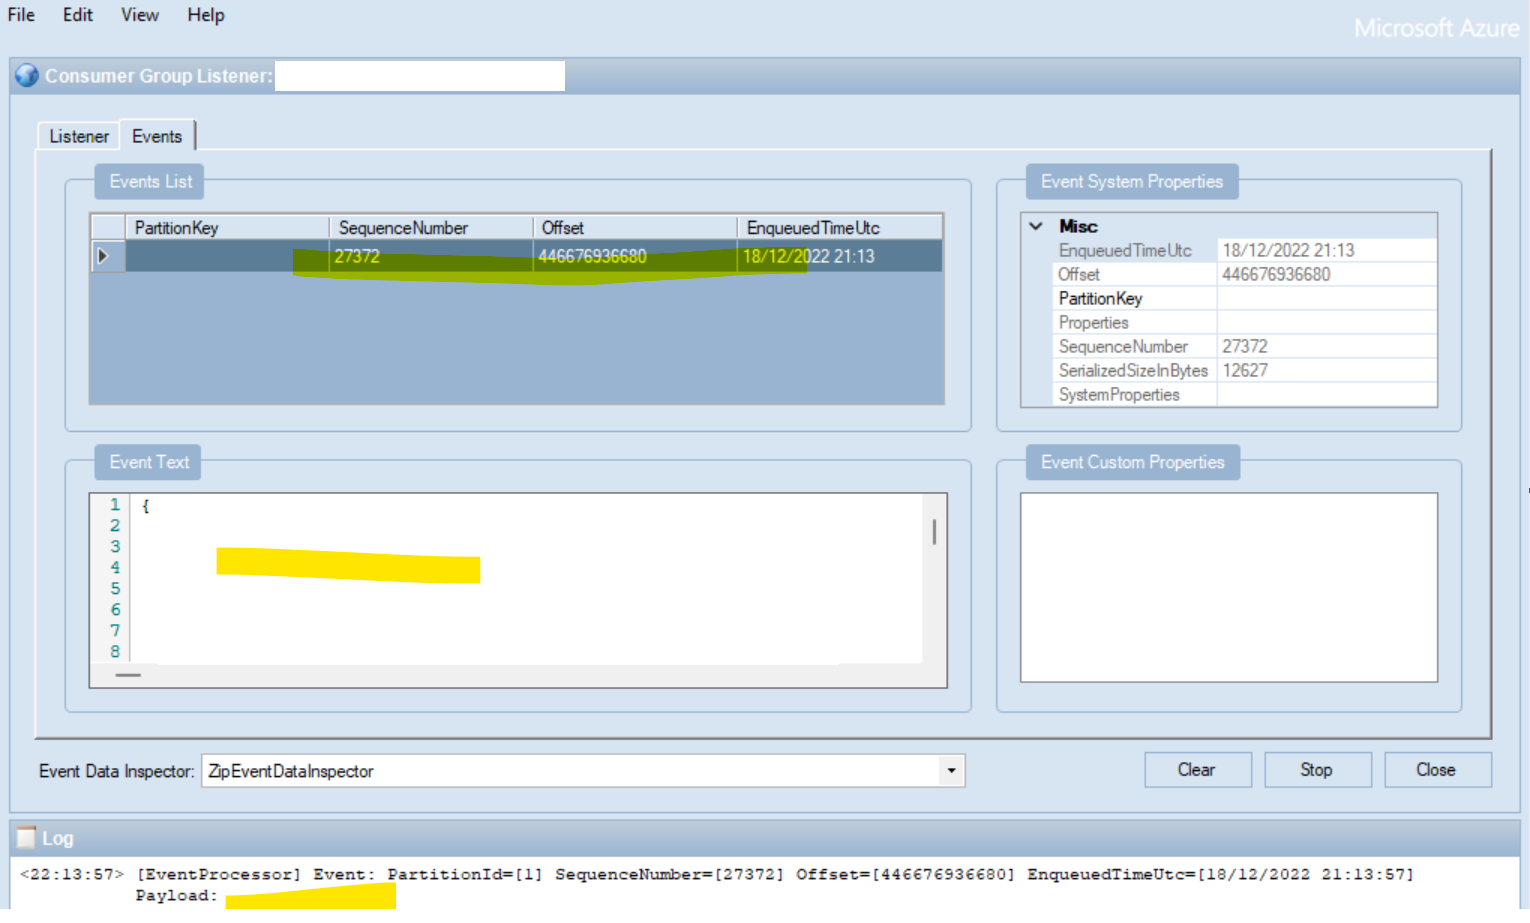 File Edit View Help
Microsoft Azure
Consumer Group Listener:
Listener Events
Events List
PartitionKey SequenceNumber Offset EnqueuedTimeUtc
27372 446676936680 18/12/2022 21:13
Event System Properties
Misc
EnqueuedTimeUtc 18/12/2022 21:13
Offset 446676936680
PartitionKey
Properties
SequenceNumber 27372
SerializedSizeInBytes 12627
SystemProperties
Event Text
1 {
2
3
4
5
6
7
8
Event Custom Properties
Event Data Inspector: ZipEventDataInspector
Clear Stop Close
Log
<22:13:57> [EventProcessor] Event: PartitionId=[1] SequenceNumber=[27372] Offset=[446676936680] EnqueuedTimeUtc=[18/12/2022 21:13:57]
Payload: